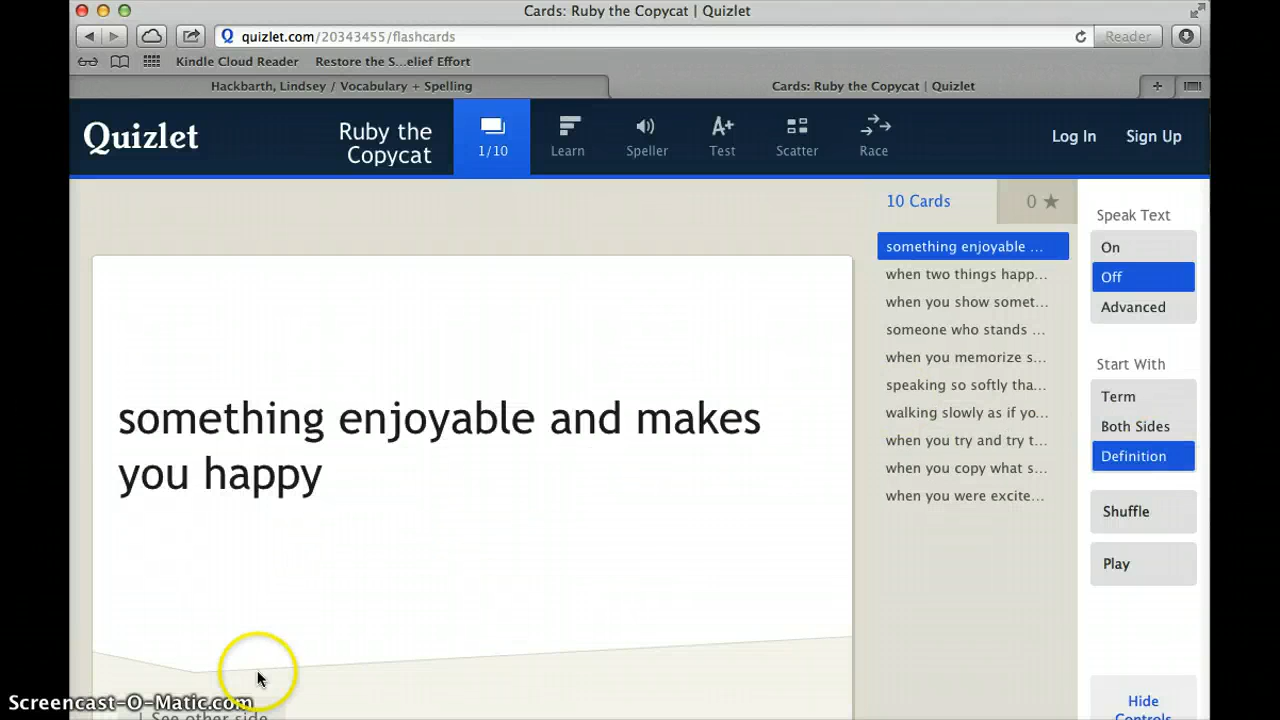 Cards: Ruby the Copycat | Quizlet
quizlet.com/20343455/flashcards
Reader
Kindle Cloud Reader
Restore the S...elief Effort
Hackbarth, Lindsey / Vocabulary + Spelling
Cards: Ruby the Copycat | Quizlet
Quizlet
Ruby the
Copycat
1/10
Learn
Speller
A+
Test
Scatter
Race
Log In
Sign Up
10 Cards
0 ★
something enjoyable ...
when two things happ...
when you show somet...
someone who stands ...
when you memorize s...
speaking so softly tha...
walking slowly as if yo...
when you try and try t...
when you copy what s...
when you were excite...
Speak Text
On
Off
Advanced
Start With
Term
Both Sides
Definition
Shuffle
Play
Hide
Controls
something enjoyable and makes
you happy
See other side
Screencast-O-Matic.com